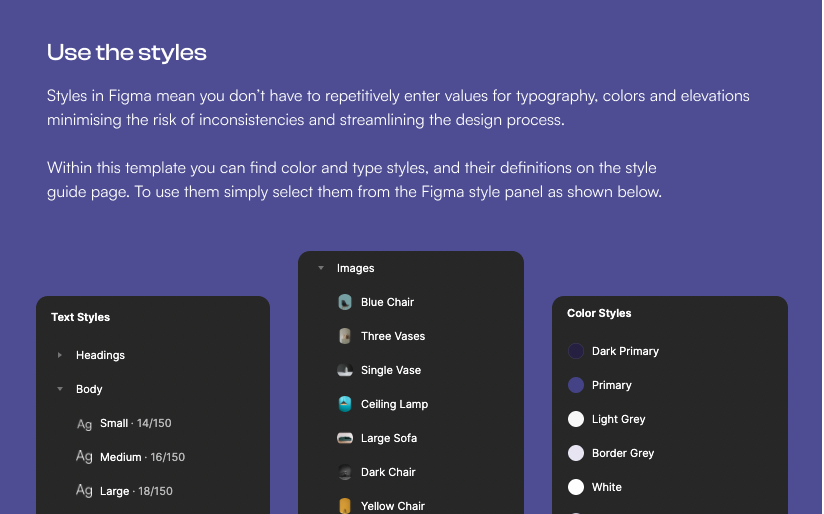 Use the styles
Styles in Figma mean you don’t have to repetitively enter values for typography, colors and elevations
minimising the risk of inconsistencies and streamlining the design process.
Within this template you can find color and type styles, and their definitions on the style
guide page. To use them simply select them from the Figma style panel as shown below.
Text Styles
Headings
Body
Ag Small · 14/150
Ag Medium · 16/150
Ag Large · 18/150
Images
Blue Chair
Three Vases
Single Vase
Ceiling Lamp
Large Sofa
Dark Chair
Yellow Chair
Color Styles
Dark Primary
Primary
Light Grey
Border Grey
White